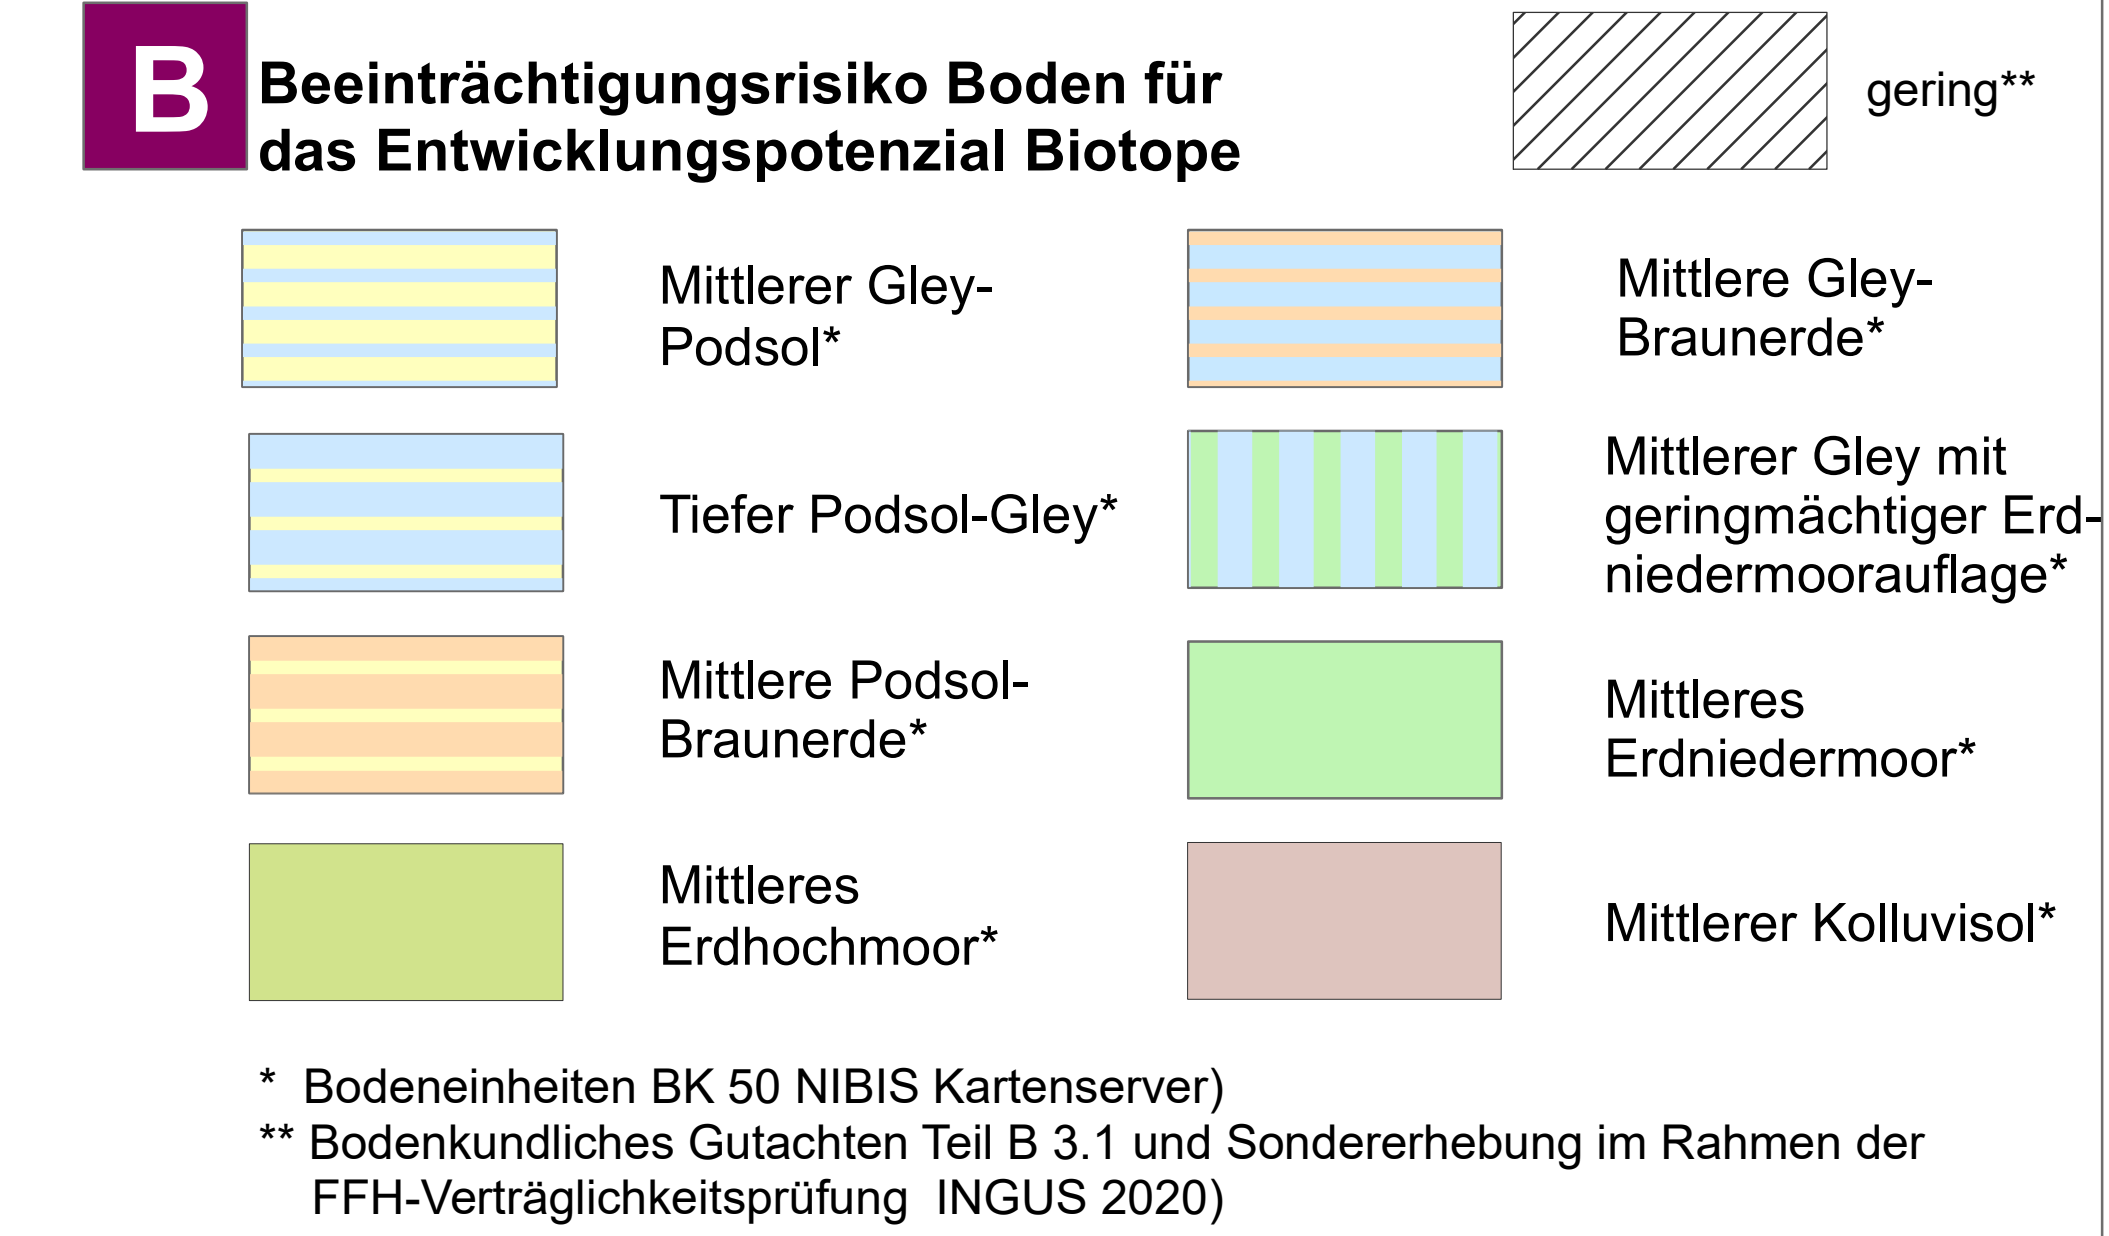 B
Beeinträchtigungsrisiko Boden für
das Entwicklungspotenzial Biotope
gering**
Mittlerer Gley-
Podsol*
Mittlere Gley-
Braunerde*
Tiefer Podsol-Gley*
Mittlerer Gley mit
geringmächtiger Erd-
niedermoorauflage*
Mittlere Podsol-
Braunerde*
Mittleres
Erdniedermoor*
Mittleres
Erdhochmoor*
Mittlerer Kolluvisol*
* Bodeneinheiten BK 50 NIBIS Kartenserver)
** Bodenkundliches Gutachten Teil B 3.1 und Sondererhebung im Rahmen der
FFH-Verträglichkeitsprüfung INGUS 2020)